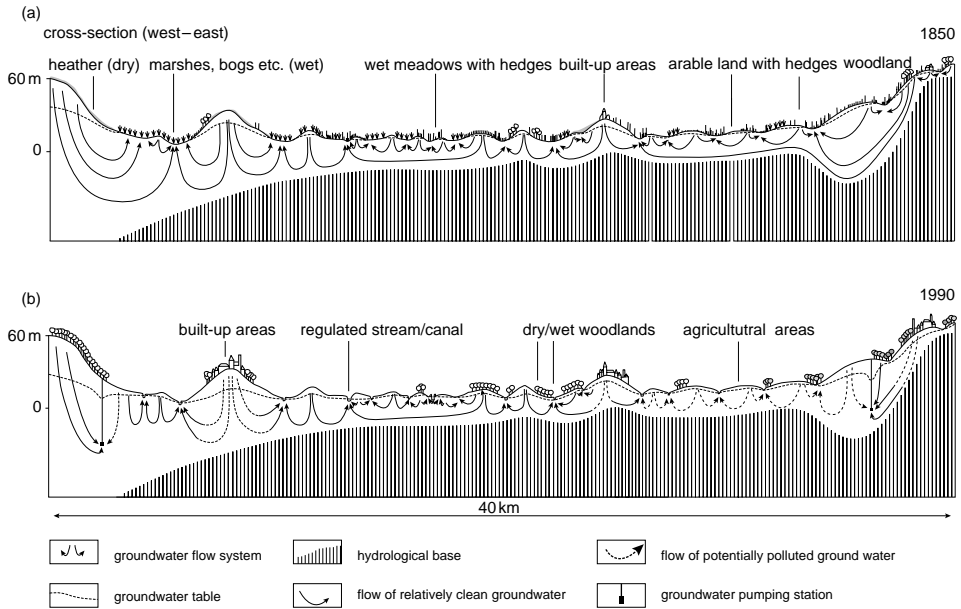 (a)
cross-section (west–east)
1850
heather (dry) marshes, bogs etc. (wet) wet meadows with hedges built-up areas arable land with hedges woodland
60 m
0
(b)
1990
60 m
built-up areas regulated stream/canal dry/wet woodlands agricultutral areas
0
40 km
groundwater flow system hydrological base flow of potentially polluted ground water
groundwater table flow of relatively clean groundwater groundwater pumping station